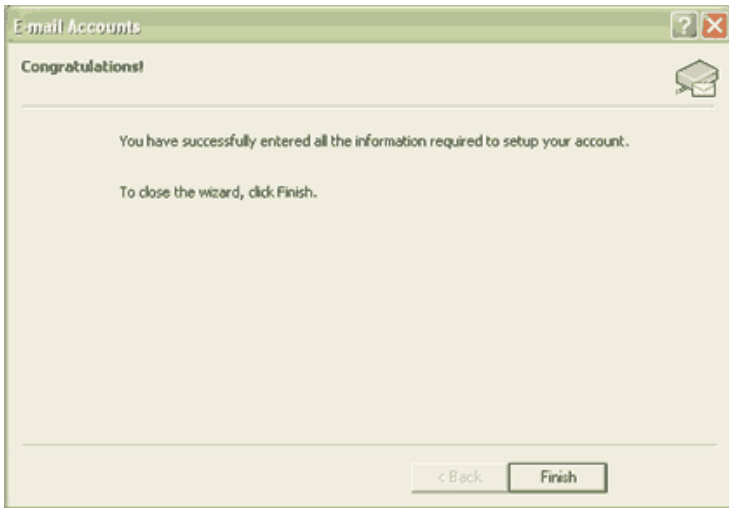 E-mail Accounts
Congratulations!
You have successfully entered all the information required to setup your account.
To close the wizard, click Finish.
< Back Finish